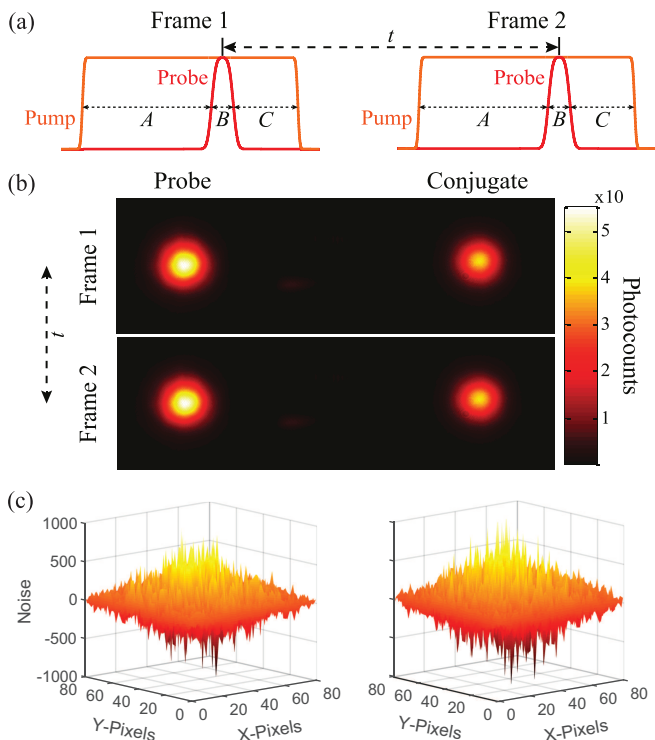 (a)
Frame 1
Frame 2
t
Probe
Probe
Pump
A
B
C
Pump
A
B
C
(b)
Probe
Conjugate
x10
Frame 1
5
4
3
2
1
Photocounts
t
Frame 2
(c)
1000
500
0
-500
-1000
Noise
80
60
40
20
0
Y-Pixels
0
20
40
60
80
X-Pixels
80
60
40
20
0
Y-Pixels
0
20
40
60
80
X-Pixels